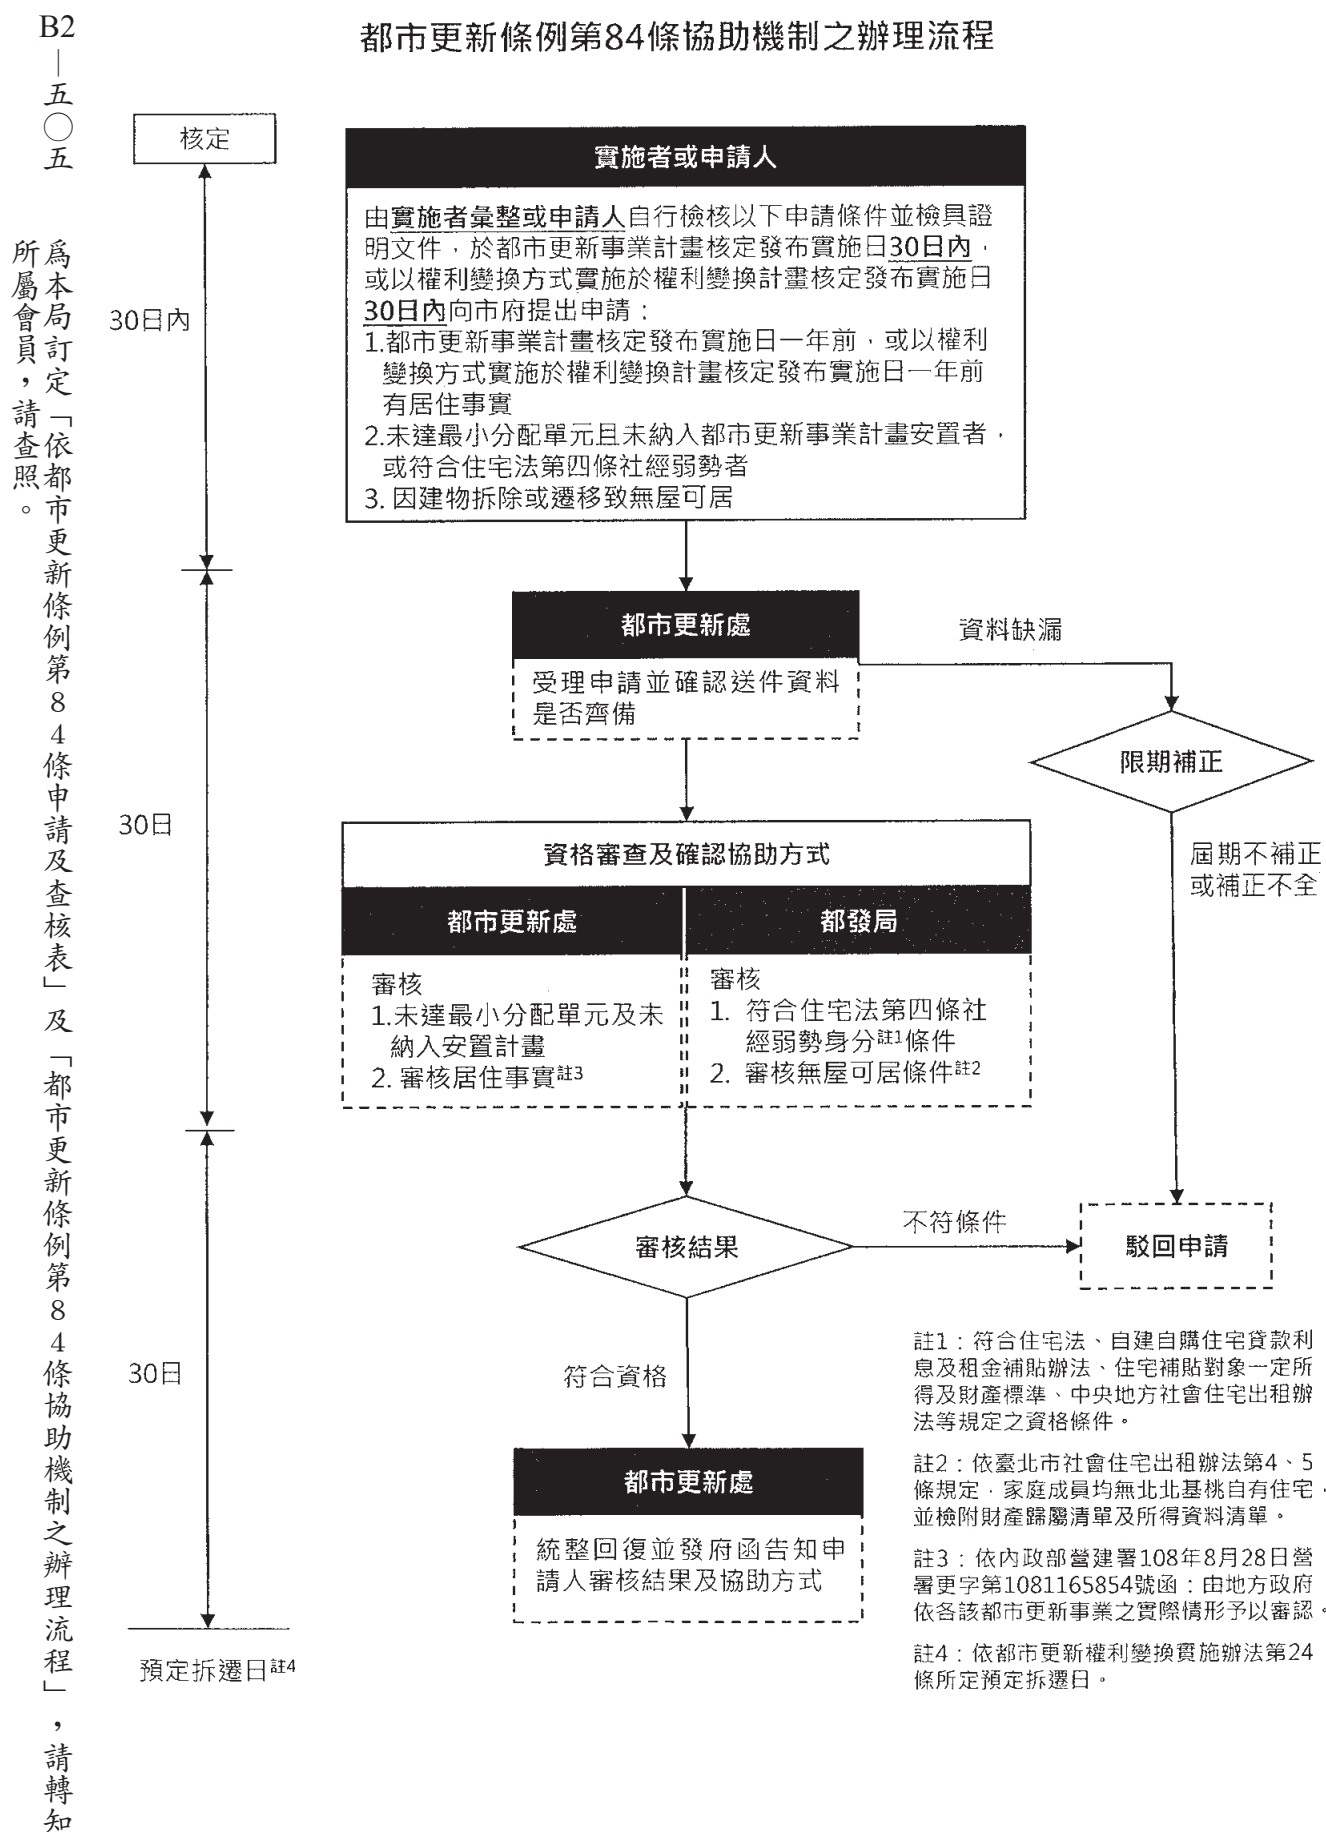 B2—五〇五
為本局訂定「依都市更新條例第84條申請及查核表」及「都市更新條例第84條協助機制之辦理流程」，請轉知
所屬會員，請查照。
都市更新條例第84條協助機制之辦理流程
核定
30日內
30日
30日
預定拆遷日註4
實施者或申請人
由實施者彙整或申請人自行檢核以下申請條件並檢具證
明文件，於都市更新事業計畫核定發布實施日30日內，
或以權利變換方式實施於權利變換計畫核定發布實施日
30日內向市府提出申請：
1.都市更新事業計畫核定發布實施日一年前，或以權利
變換方式實施於權利變換計畫核定發布實施日一年前
有居住事實
2.未達最小分配單元且未納入都市更新事業計畫安置者，
或符合住宅法第四條社經弱勢者
3. 因建物拆除或遷移致無屋可居
都市更新處
受理申請並確認送件資料
是否齊備
資料缺漏
限期補正
屆期不補正
或補正不全
資格審查及確認協助方式
都市更新處
審核
1.未達最小分配單元及未
納入安置計畫
2. 審核居住事實註3
都發局
審核
1. 符合住宅法第四條社
經弱勢身分註1條件
2. 審核無屋可居條件註2
審核結果
不符條件
駁回申請
符合資格
都市更新處
統整回復並發府函告知申
請人審核結果及協助方式
註1：符合住宅法、自建自購住宅貸款利
息及租金補貼辦法、住宅補貼對象一定所
得及財產標準、中央地方社會住宅出租辦
法等規定之資格條件。
註2：依臺北市社會住宅出租辦法第4、5
條規定，家庭成員均無北北基桃自有住宅，
並檢附財產歸屬清單及所得資料清單。
註3：依內政部營建署108年8月28日營
署更字第1081165854號函：由地方政府
依各該都市更新事業之實際情形予以審認。
註4：依都市更新權利變換實施辦法第24
條所定預定拆遷日。